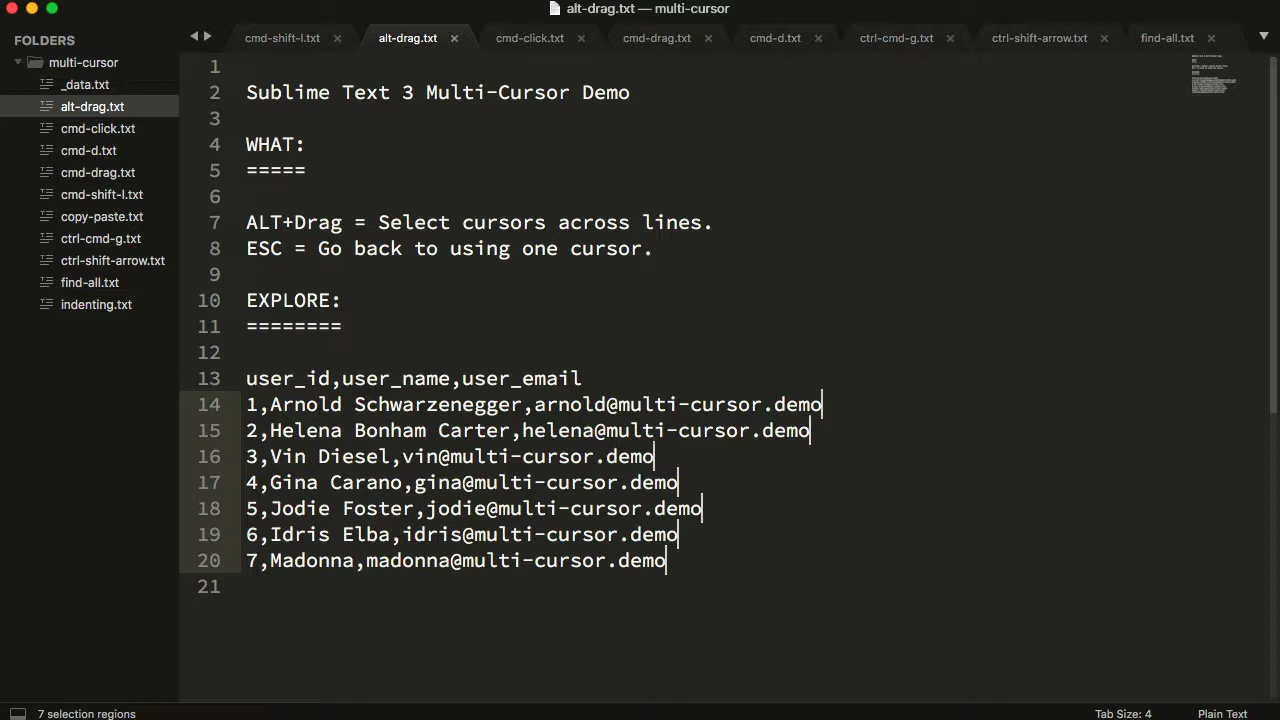 alt-drag.txt — multi-cursor
FOLDERS
multi-cursor
_data.txt
alt-drag.txt
cmd-click.txt
cmd-d.txt
cmd-drag.txt
cmd-shift-l.txt
copy-paste.txt
ctrl-cmd-g.txt
ctrl-shift-arrow.txt
find-all.txt
indenting.txt
cmd-shift-l.txt alt-drag.txt cmd-click.txt cmd-drag.txt cmd-d.txt ctrl-cmd-g.txt ctrl-shift-arrow.txt find-all.txt
1
2 Sublime Text 3 Multi-Cursor Demo
3
4 WHAT:
5 =====
6
7 ALT+Drag = Select cursors across lines.
8 ESC = Go back to using one cursor.
9
10 EXPLORE:
11 ========
12
13 user_id,user_name,user_email
14 1,Arnold Schwarzenegger,arnold@multi-cursor.demo
15 2,Helena Bonham Carter,helena@multi-cursor.demo
16 3,Vin Diesel,vin@multi-cursor.demo
17 4,Gina Carano,gina@multi-cursor.demo
18 5,Jodie Foster,jodie@multi-cursor.demo
19 6,Idris Elba,idris@multi-cursor.demo
20 7,Madonna,madonna@multi-cursor.demo
21
7 selection regions Tab Size: 4 Plain Text